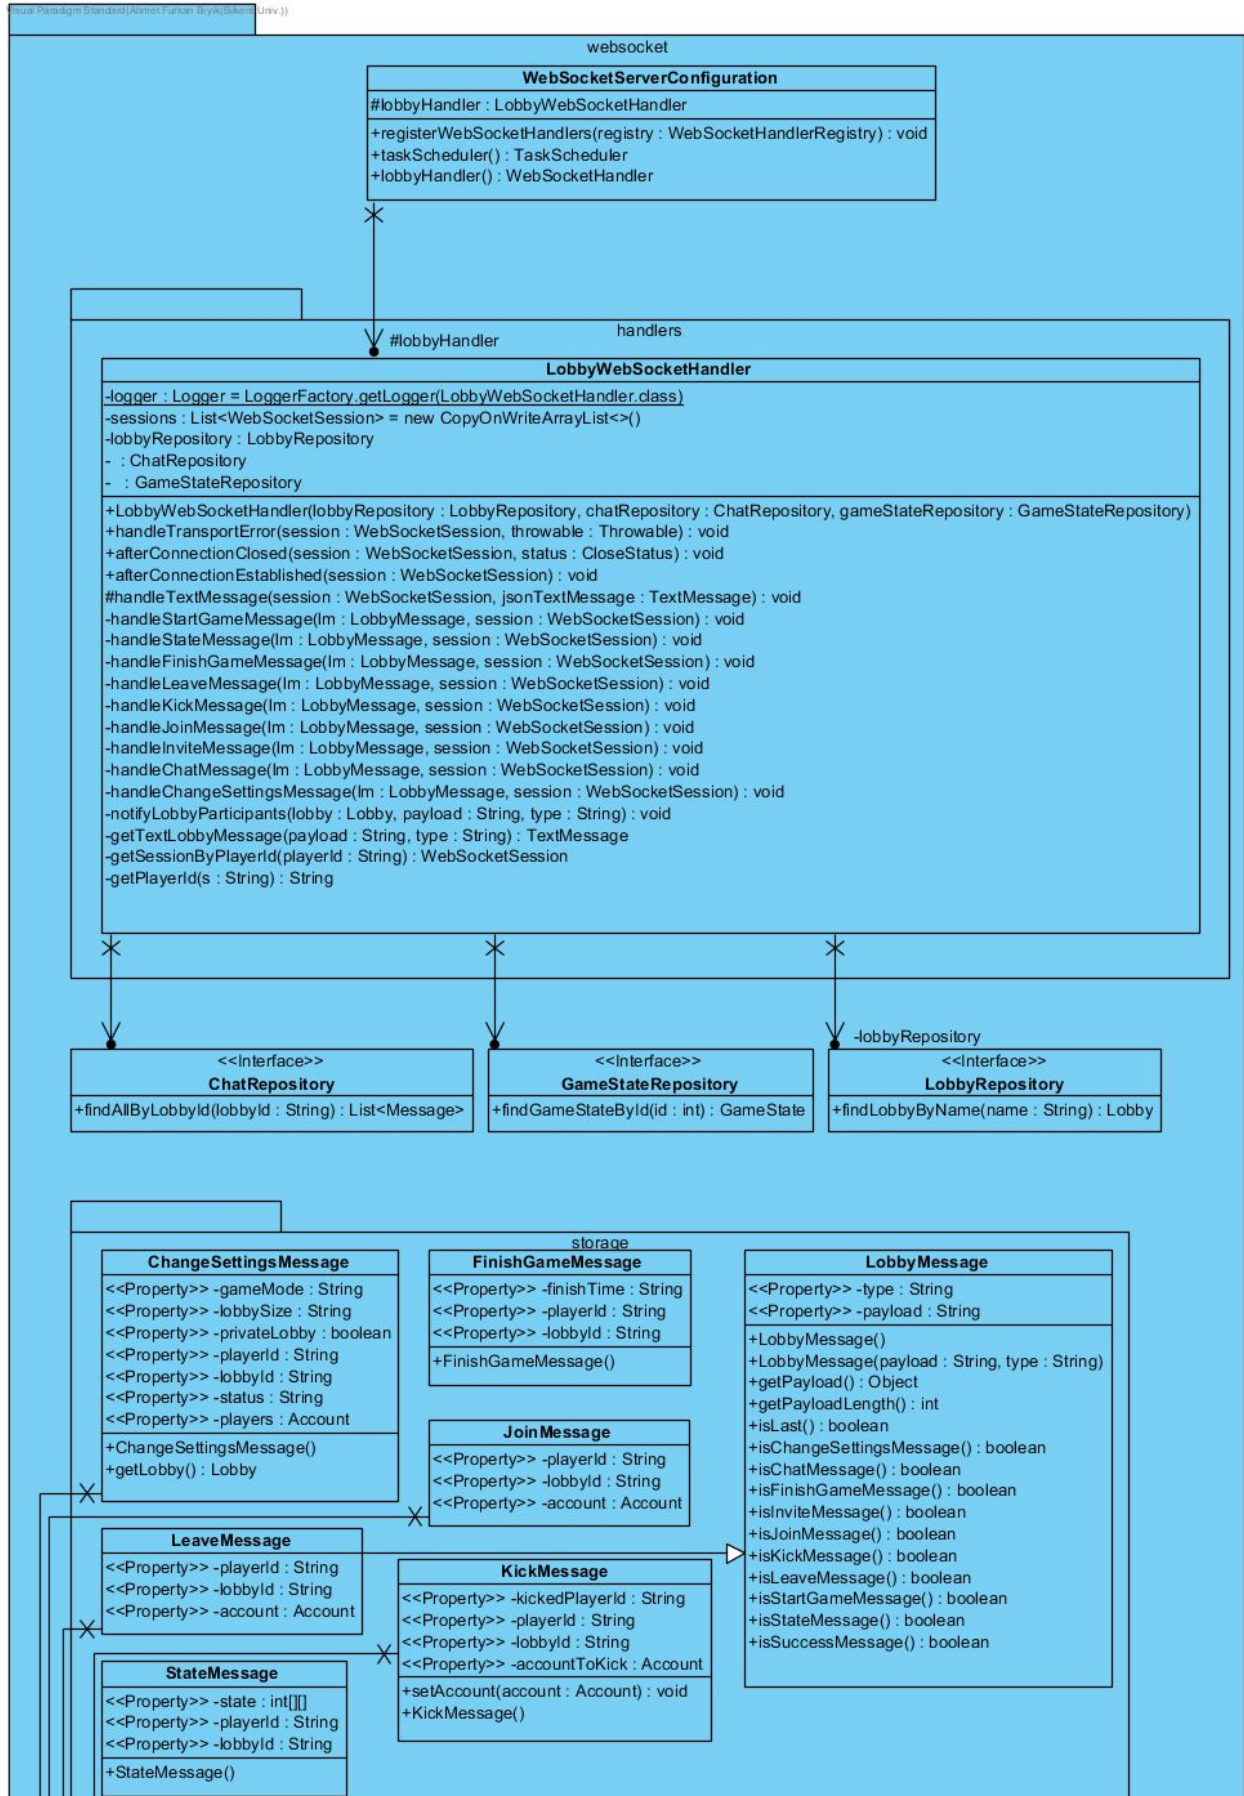 Visual Paradigm Standard(Ahmet Furkan Bıyık(Bilkent Univ.))
websocket
WebSocketServerConfiguration
#lobbyHandler : LobbyWebSocketHandler
+registerWebSocketHandlers(registry : WebSocketHandlerRegistry) : void
+taskScheduler() : TaskScheduler
+lobbyHandler() : WebSocketHandler
handlers
#lobbyHandler
LobbyWebSocketHandler
-logger : Logger = LoggerFactory.getLogger(LobbyWebSocketHandler.class)
-sessions : List<WebSocketSession> = new CopyOnWriteArrayList<>()
-lobbyRepository : LobbyRepository
- : ChatRepository
- : GameStateRepository
+LobbyWebSocketHandler(lobbyRepository : LobbyRepository, chatRepository : ChatRepository, gameStateRepository : GameStateRepository)
+handleTransportError(session : WebSocketSession, throwable : Throwable) : void
+afterConnectionClosed(session : WebSocketSession, status : CloseStatus) : void
+afterConnectionEstablished(session : WebSocketSession) : void
#handleTextMessage(session : WebSocketSession, jsonTextMessage : TextMessage) : void
-handleStartGameMessage(lm : LobbyMessage, session : WebSocketSession) : void
-handleStateMessage(lm : LobbyMessage, session : WebSocketSession) : void
-handleFinishGameMessage(lm : LobbyMessage, session : WebSocketSession) : void
-handleLeaveMessage(lm : LobbyMessage, session : WebSocketSession) : void
-handleKickMessage(lm : LobbyMessage, session : WebSocketSession) : void
-handleJoinMessage(lm : LobbyMessage, session : WebSocketSession) : void
-handleInviteMessage(lm : LobbyMessage, session : WebSocketSession) : void
-handleChatMessage(lm : LobbyMessage, session : WebSocketSession) : void
-handleChangeSettingsMessage(lm : LobbyMessage, session : WebSocketSession) : void
-notifyLobbyParticipants(lobby : Lobby, payload : String, type : String) : void
-getTextLobbyMessage(payload : String, type : String) : TextMessage
-getSessionByPlayerId(playerId : String) : WebSocketSession
-getPlayerId(s : String) : String
-lobbyRepository
<<Interface>>
ChatRepository
+findAllByLobbyId(lobbyId : String) : List<Message>
<<Interface>>
GameStateRepository
+findGameStateById(id : int) : GameState
<<Interface>>
LobbyRepository
+findLobbyByName(name : String) : Lobby
storage
ChangeSettingsMessage
<<Property>> -gameMode : String
<<Property>> -lobbySize : String
<<Property>> -privateLobby : boolean
<<Property>> -playerId : String
<<Property>> -lobbyId : String
<<Property>> -status : String
<<Property>> -players : Account
+ChangeSettingsMessage()
+getLobby() : Lobby
FinishGameMessage
<<Property>> -finishTime : String
<<Property>> -playerId : String
<<Property>> -lobbyId : String
+FinishGameMessage()
LobbyMessage
<<Property>> -type : String
<<Property>> -payload : String
+LobbyMessage()
+LobbyMessage(payload : String, type : String)
+getPayload() : Object
+getPayloadLength() : int
+isLast() : boolean
+isChangeSettingsMessage() : boolean
+isChatMessage() : boolean
+isFinishGameMessage() : boolean
+isInviteMessage() : boolean
+isJoinMessage() : boolean
+isKickMessage() : boolean
+isLeaveMessage() : boolean
+isStartGameMessage() : boolean
+isStateMessage() : boolean
+isSuccessMessage() : boolean
JoinMessage
<<Property>> -playerId : String
<<Property>> -lobbyId : String
<<Property>> -account : Account
LeaveMessage
<<Property>> -playerId : String
<<Property>> -lobbyId : String
<<Property>> -account : Account
KickMessage
<<Property>> -kickedPlayerId : String
<<Property>> -playerId : String
<<Property>> -lobbyId : String
<<Property>> -accountToKick : Account
+setAccount(account : Account) : void
+KickMessage()
StateMessage
<<Property>> -state : int[][]
<<Property>> -playerId : String
<<Property>> -lobbyId : String
+StateMessage()